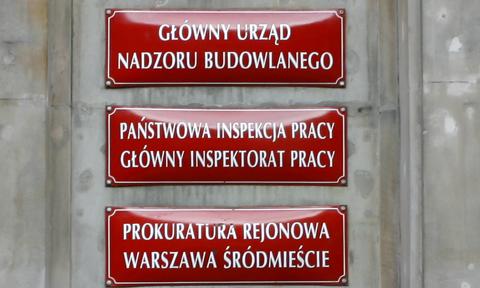 GŁÓWNY URZĄD
NADZORU BUDOWLANEGO
PAŃSTWOWA INSPEKCJA PRACY
GŁÓWNY INSPEKTORAT PRACY
PROKURATURA REJONOWA
WARSZAWA ŚRÓDMIEŚCIE